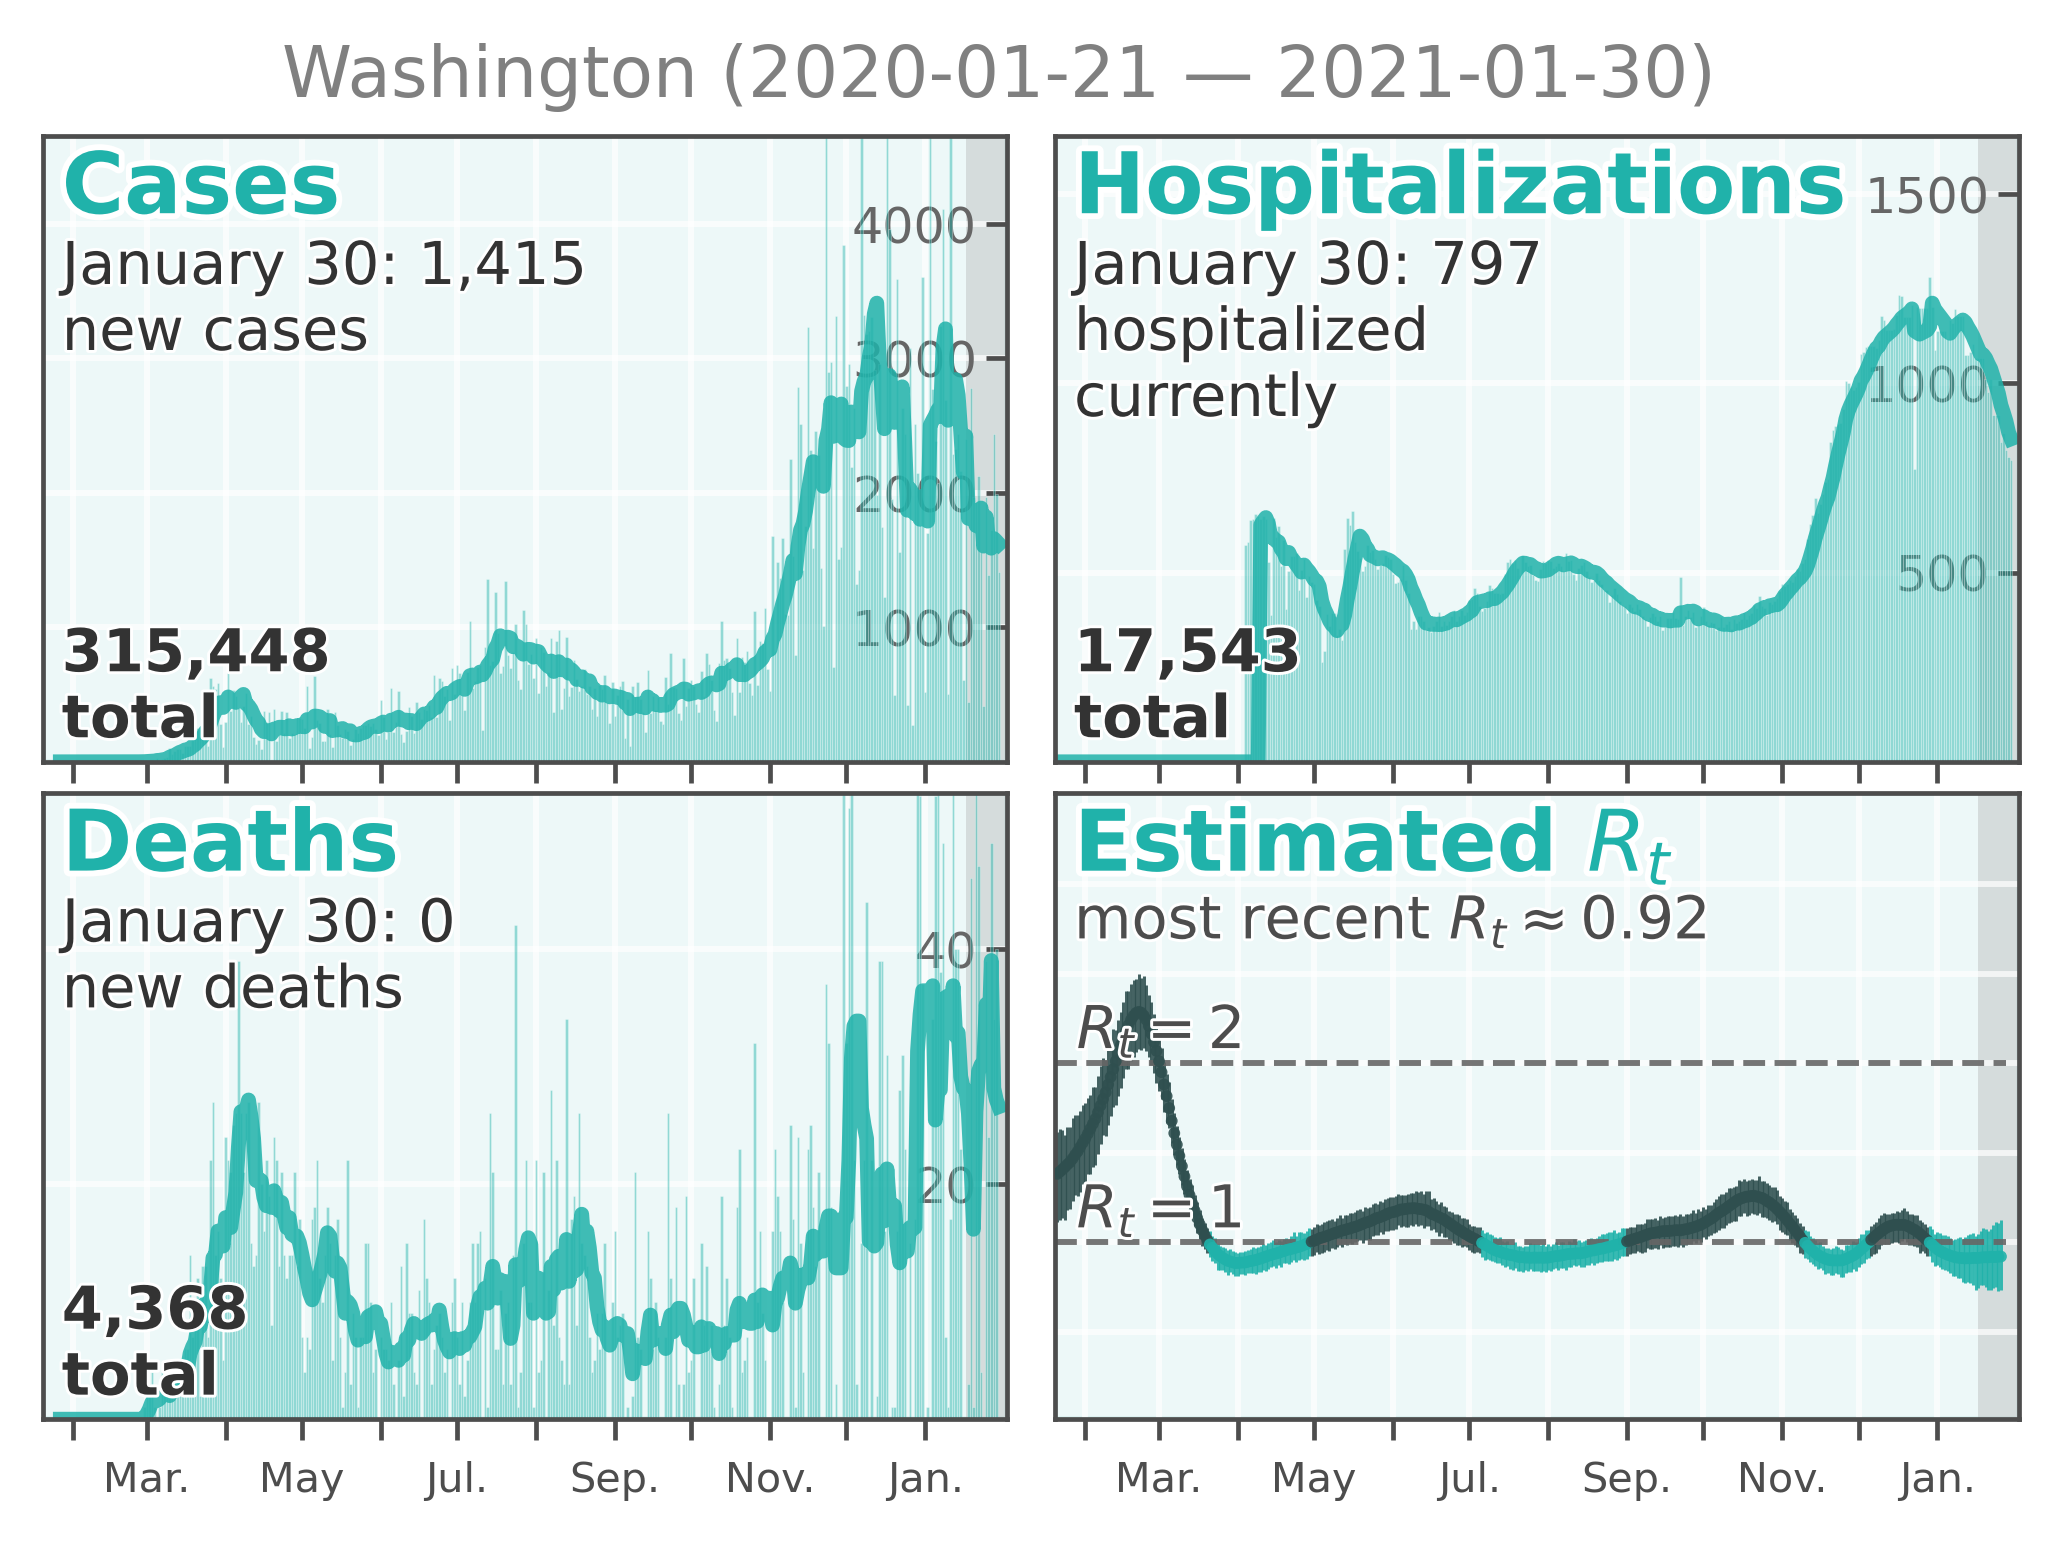 Washington (2020-01-21 — 2021-01-30)
Cases
January 30: 1,415
new cases
4000
3000
2000
1000
315,448
total
Hospitalizations
January 30: 797
hospitalized
currently
1500
1000
500
17,543
total
Deaths
January 30: 0
new deaths
40
20
4,368
total
Mar. May Jul. Sep. Nov. Jan.
Estimated Rₜ
most recent Rₜ ≈ 0.92
Rₜ = 2
Rₜ = 1
Mar. May Jul. Sep. Nov. Jan.